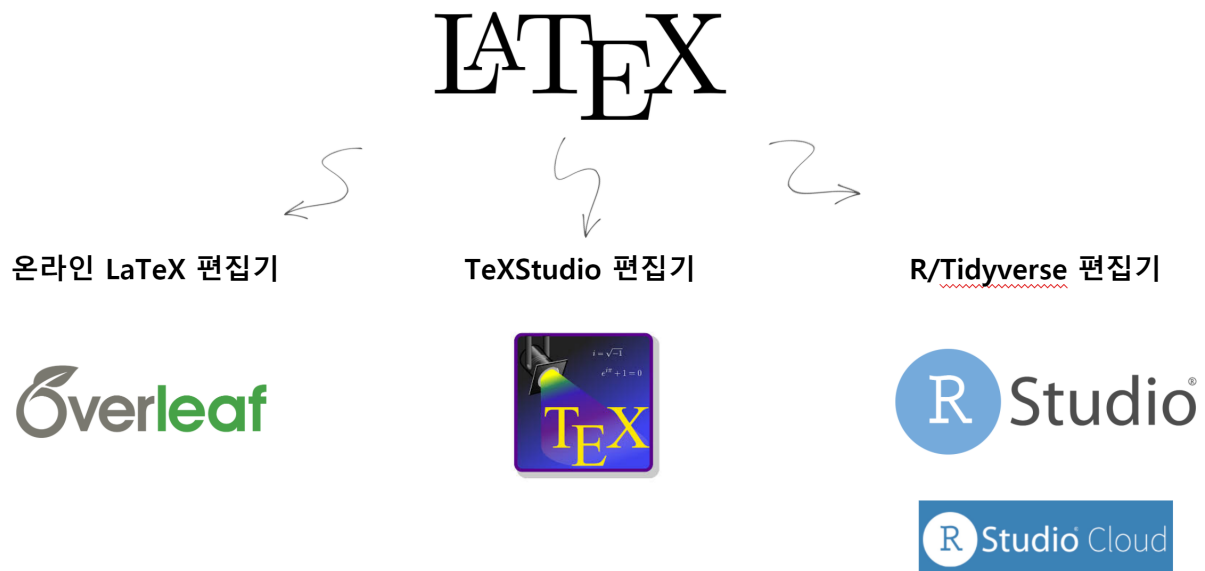 LATEX
온라인 LaTeX 편집기
TeXStudio 편집기
R/Tidyverse 편집기
Overleaf
i = √−1
e^{iπ} + 1 = 0
TEX
R Studio®
R Studio® Cloud